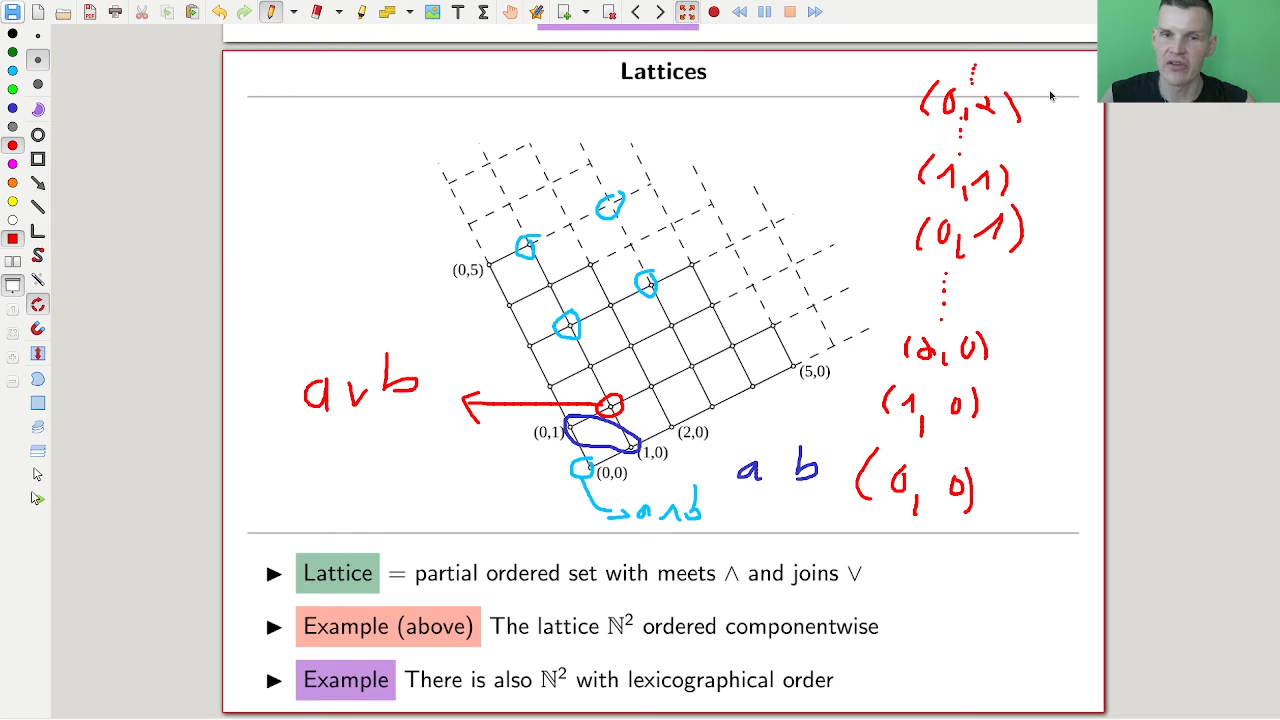 Lattices
(0,2)
(1,1)
(0,1)
(0,5)
(2,0)
(5,0)
a ∨ b
(1, 0)
(0,1)
(2,0)
(1,0)
(0,0)
a b
(0, 0)
a ∧ b
► Lattice = partial ordered set with meets ∧ and joins ∨
► Example (above) The lattice ℕ² ordered componentwise
► Example There is also ℕ² with lexicographical order